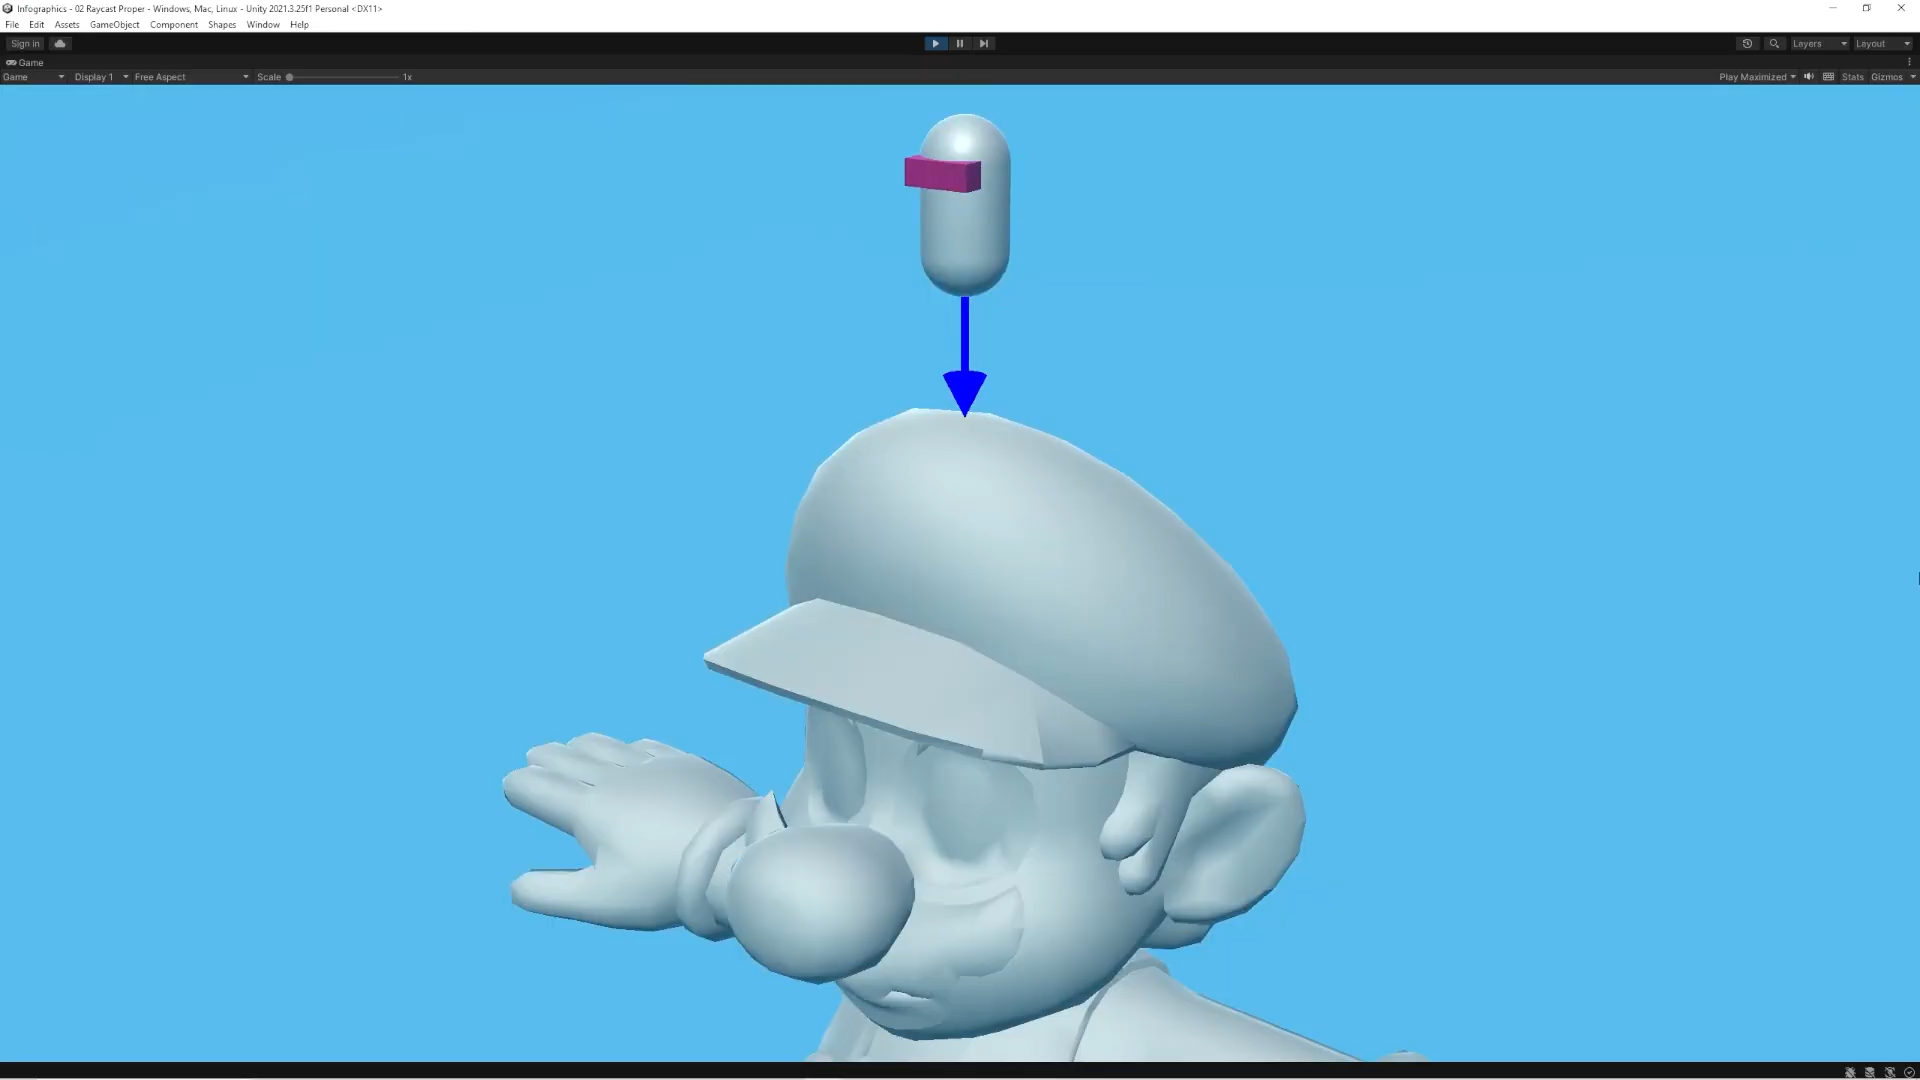 Infographics - 02 Raycast Proper - Windows, Mac, Linux - Unity 2021.3.25f1 Personal <DX11>
File Edit Assets GameObject Component Shapes Window Help
Sign in Layers Layout
Game
Game Display 1 Free Aspect Scale 1x Play Maximized Stats Gizmos